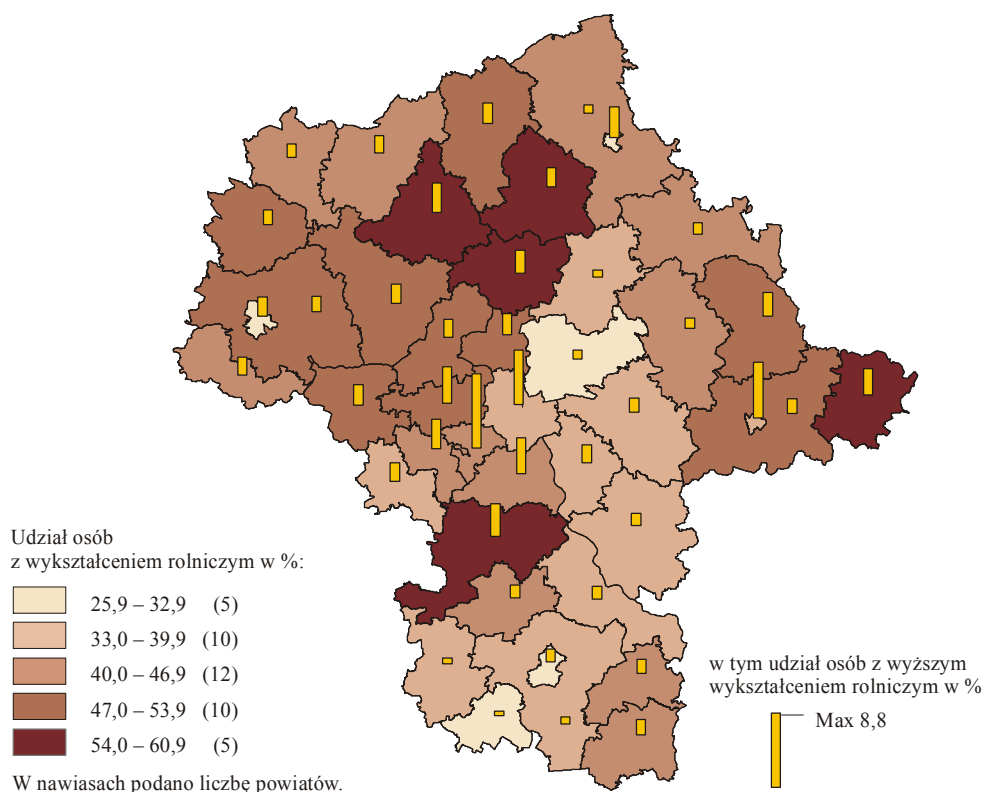 Udział osób
z wykształceniem rolniczym w %:
25,9 – 32,9 (5)
33,0 – 39,9 (10)
40,0 – 46,9 (12)
47,0 – 53,9 (10)
54,0 – 60,9 (5)
W nawiasach podano liczbę powiatów.
w tym udział osób z wyższym
wykształceniem rolniczym w %
Max 8,8